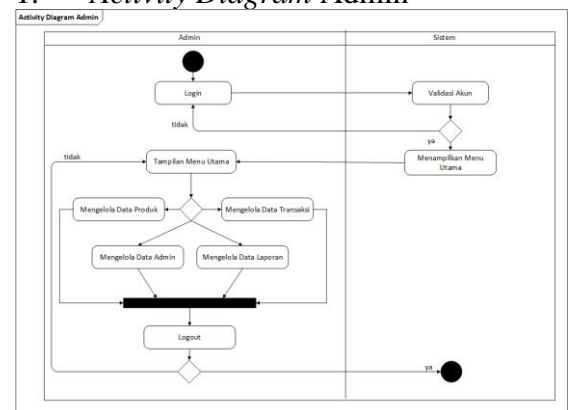 1. Activity Diagram Admin
Activity Diagram Admin
Admin
Sistem
Login
Validasi Akun
tidak
ya
tidak
Tampilan Menu Utama
Menampilkan Menu
Utama
Mengelola Data Produk
Mengelola Data Transaksi
Mengelola Data Admin
Mengelola Data Laporan
Logout
ya